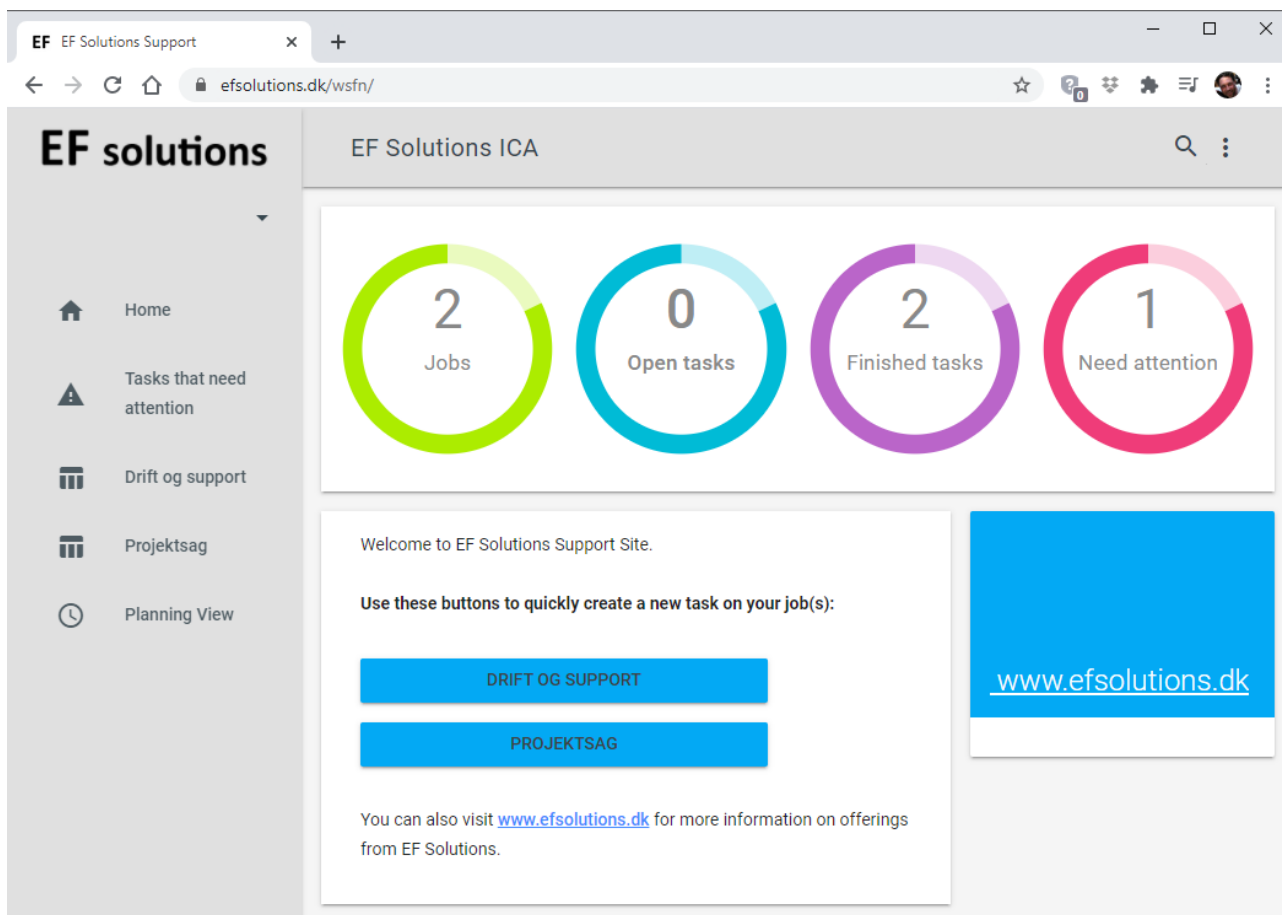 EF EF Solutions Support
efsolutions.dk/wsfn/
0
EF solutions
EF Solutions ICA
Home
Tasks that need
attention
Drift og support
Projektsag
Planning View
2
Jobs
0
Open tasks
2
Finished tasks
1
Need attention
Welcome to EF Solutions Support Site.
Use these buttons to quickly create a new task on your job(s):
DRIFT OG SUPPORT
PROJEKTSAG
You can also visit www.efsolutions.dk for more information on offerings
from EF Solutions.
www.efsolutions.dk